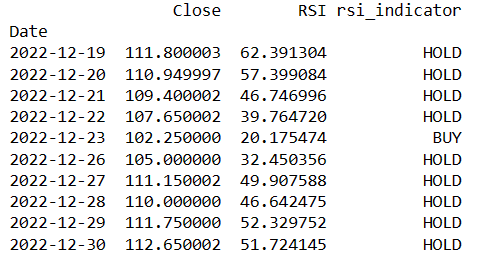 Close RSI rsi_indicator
Date
2022-12-19 111.800003 62.391304 HOLD
2022-12-20 110.949997 57.399084 HOLD
2022-12-21 109.400002 46.746996 HOLD
2022-12-22 107.650002 39.764720 HOLD
2022-12-23 102.250000 20.175474 BUY
2022-12-26 105.000000 32.450356 HOLD
2022-12-27 111.150002 49.907588 HOLD
2022-12-28 110.000000 46.642475 HOLD
2022-12-29 111.750000 52.329752 HOLD
2022-12-30 112.650002 51.724145 HOLD